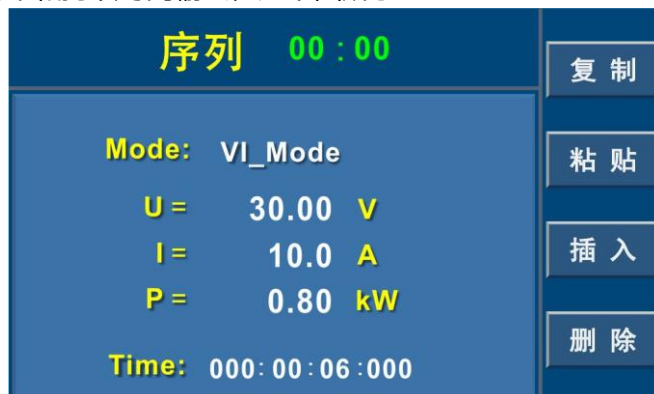 序列 00:00
Mode: VI_Mode
U = 30.00 V
I = 10.0 A
P = 0.80 kW
Time: 000:00:06:000
复 制
粘 贴
插 入
删 除